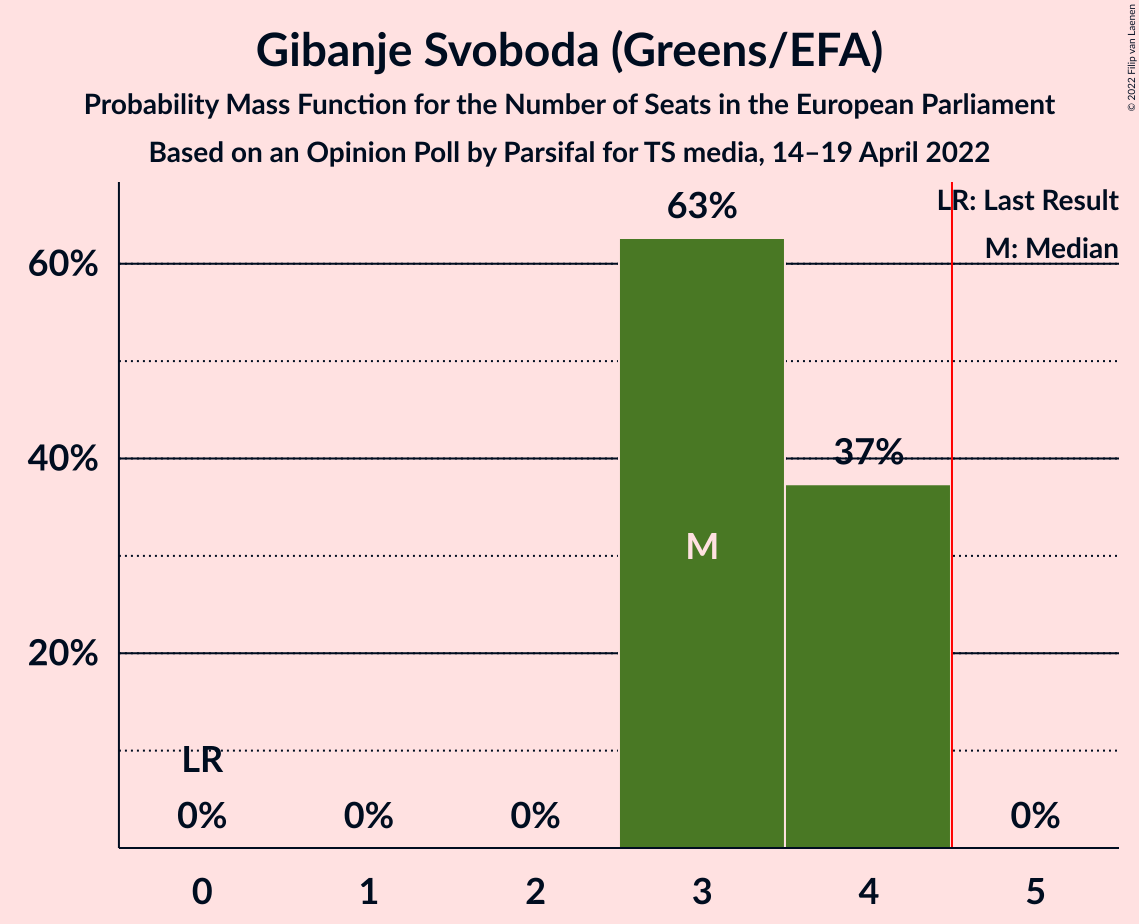 Gibanje Svoboda (Greens/EFA)
Probability Mass Function for the Number of Seats in the European Parliament
Based on an Opinion Poll by Parsifal for TS media, 14–19 April 2022
© 2022 Filip van Laenen
LR: Last Result
M: Median
63%
60%
40%
37%
M
20%
LR
0% 0% 0% 0%
0 1 2 3 4 5